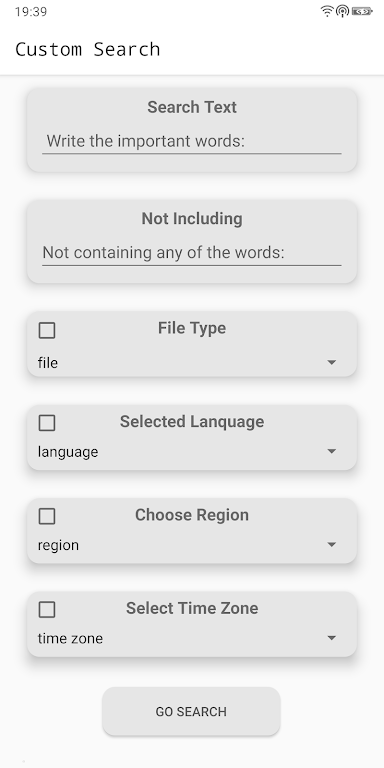 19:39
Custom Search
Search Text
Write the important words:
Not Including
Not containing any of the words:
File Type
file
Selected Lanquage
language
Choose Region
region
Select Time Zone
time zone
GO SEARCH